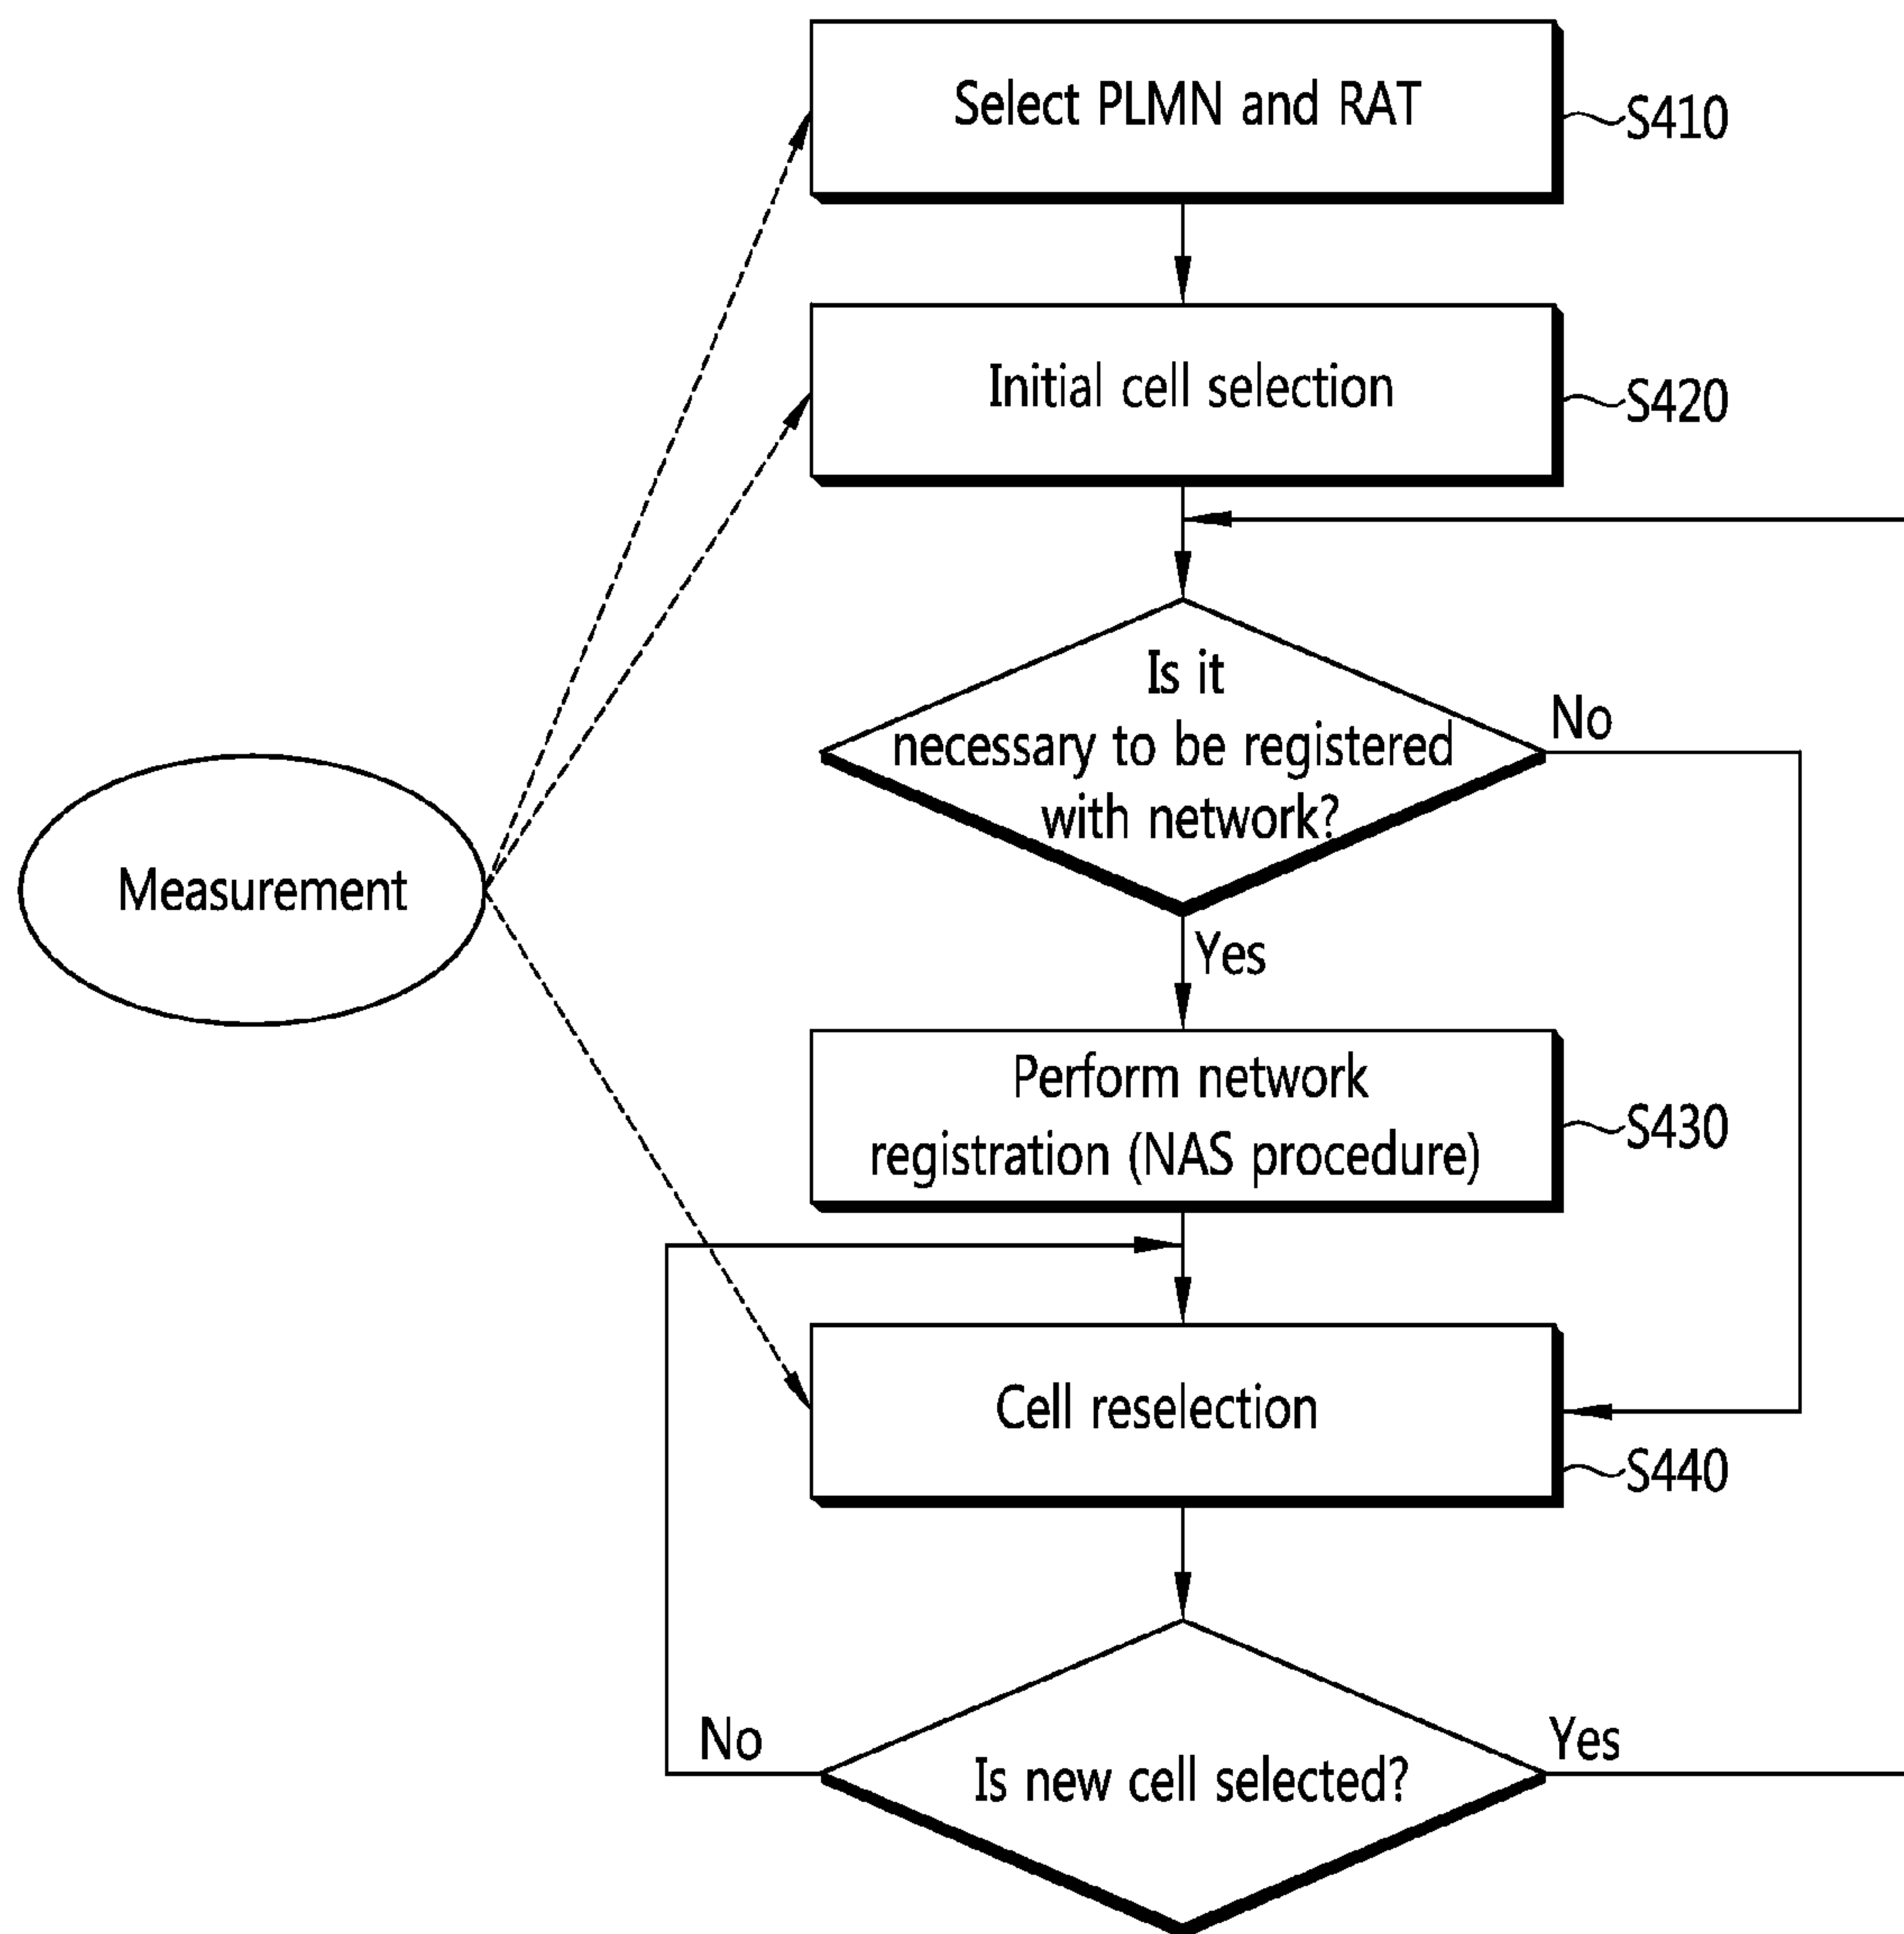 Select PLMN and RAT
S410
Initial cell selection
S420
Is it
necessary to be registered
with network?
No
Yes
Measurement
Perform network
registration (NAS procedure)
S430
Cell reselection
S440
Is new cell selected?
No
Yes